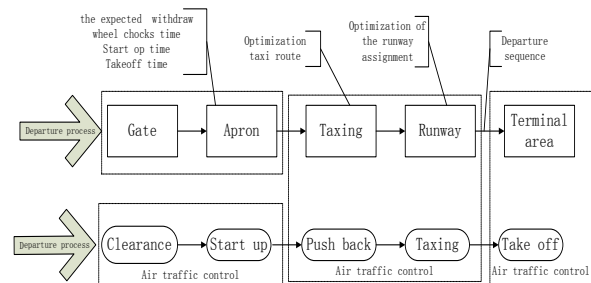 the expected withdraw
wheel chocks time
Start op time
Takeoff time
Optimization
taxi route
Optimization of
the runway
assignment
Departure
sequence
Departure process
Gate
Apron
Taxing
Runway
Terminal
area
Departure process
Clearance
Start up
Push back
Taxing
Take off
Air traffic control
Air traffic control
Air traffic control